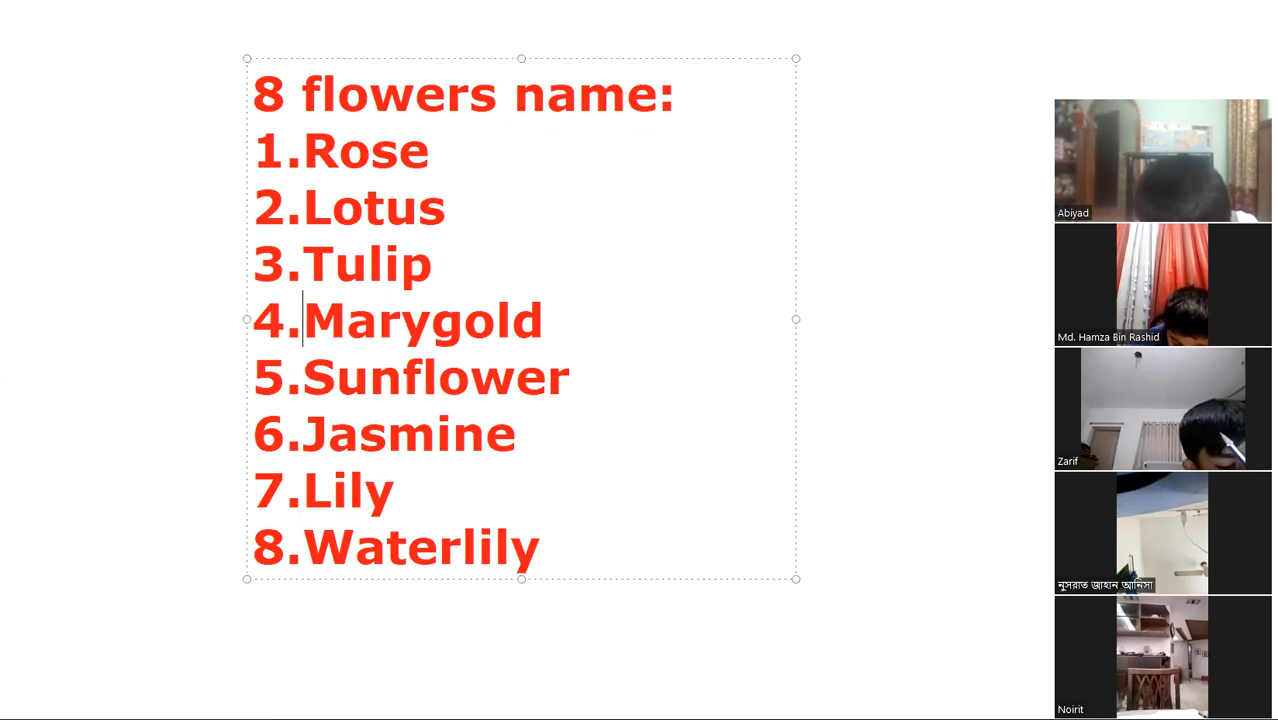 8 flowers name:
1.Rose
2.Lotus
3.Tulip
4.Marygold
5.Sunflower
6.Jasmine
7.Lily
8.Waterlily
Abiyad
Md. Hamza Bin Rashid
Zarif
নুসরাত জাহান আনিসা
Noirit